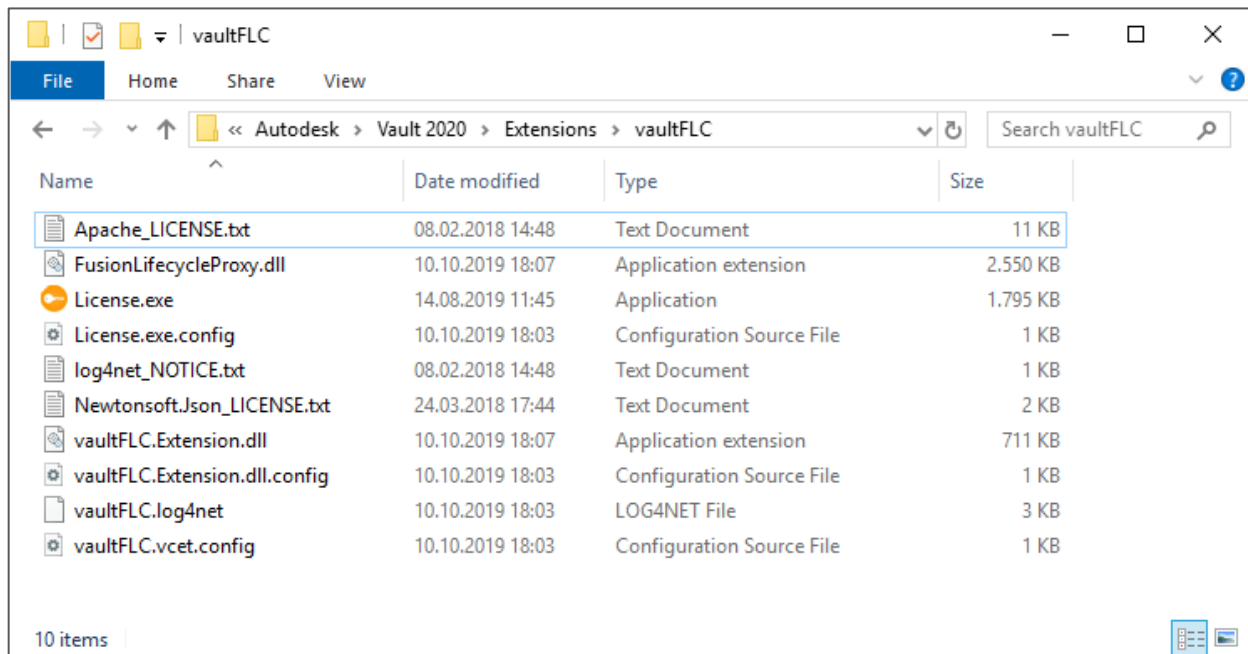 vaultFLC
File Home Share View
« Autodesk > Vault 2020 > Extensions > vaultFLC Search vaultFLC
Name Date modified Type Size
Apache_LICENSE.txt 08.02.2018 14:48 Text Document 11 KB
FusionLifecycleProxy.dll 10.10.2019 18:07 Application extension 2.550 KB
License.exe 14.08.2019 11:45 Application 1.795 KB
License.exe.config 10.10.2019 18:03 Configuration Source File 1 KB
log4net_NOTICE.txt 08.02.2018 14:48 Text Document 1 KB
Newtonsoft.Json_LICENSE.txt 24.03.2018 17:44 Text Document 2 KB
vaultFLC.Extension.dll 10.10.2019 18:07 Application extension 711 KB
vaultFLC.Extension.dll.config 10.10.2019 18:03 Configuration Source File 1 KB
vaultFLC.log4net 10.10.2019 18:03 LOG4NET File 3 KB
vaultFLC.vcet.config 10.10.2019 18:03 Configuration Source File 1 KB
10 items